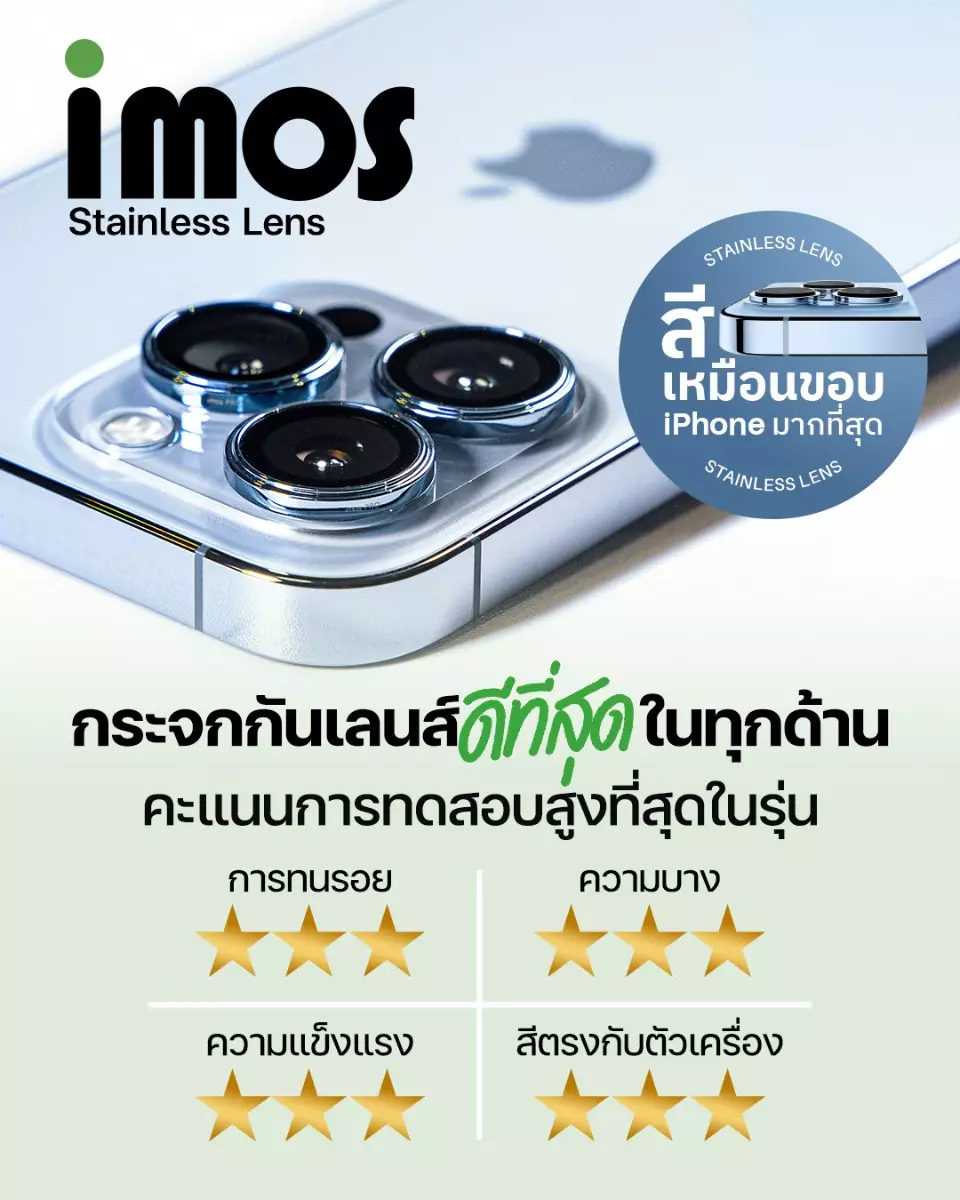 imos
Stainless Lens
STAINLESS LENS
สี
เหมือนขอบ
iPhone มากที่สุด
STAINLESS LENS
กระจกกันเลนส์ดีที่สุด ในทุกด้าน
คะแนนการทดสอบสูงที่สุดในรุ่น
การทนรอย
ความบาง
ความแข็งแรง
สีตรงกับตัวเครื่อง